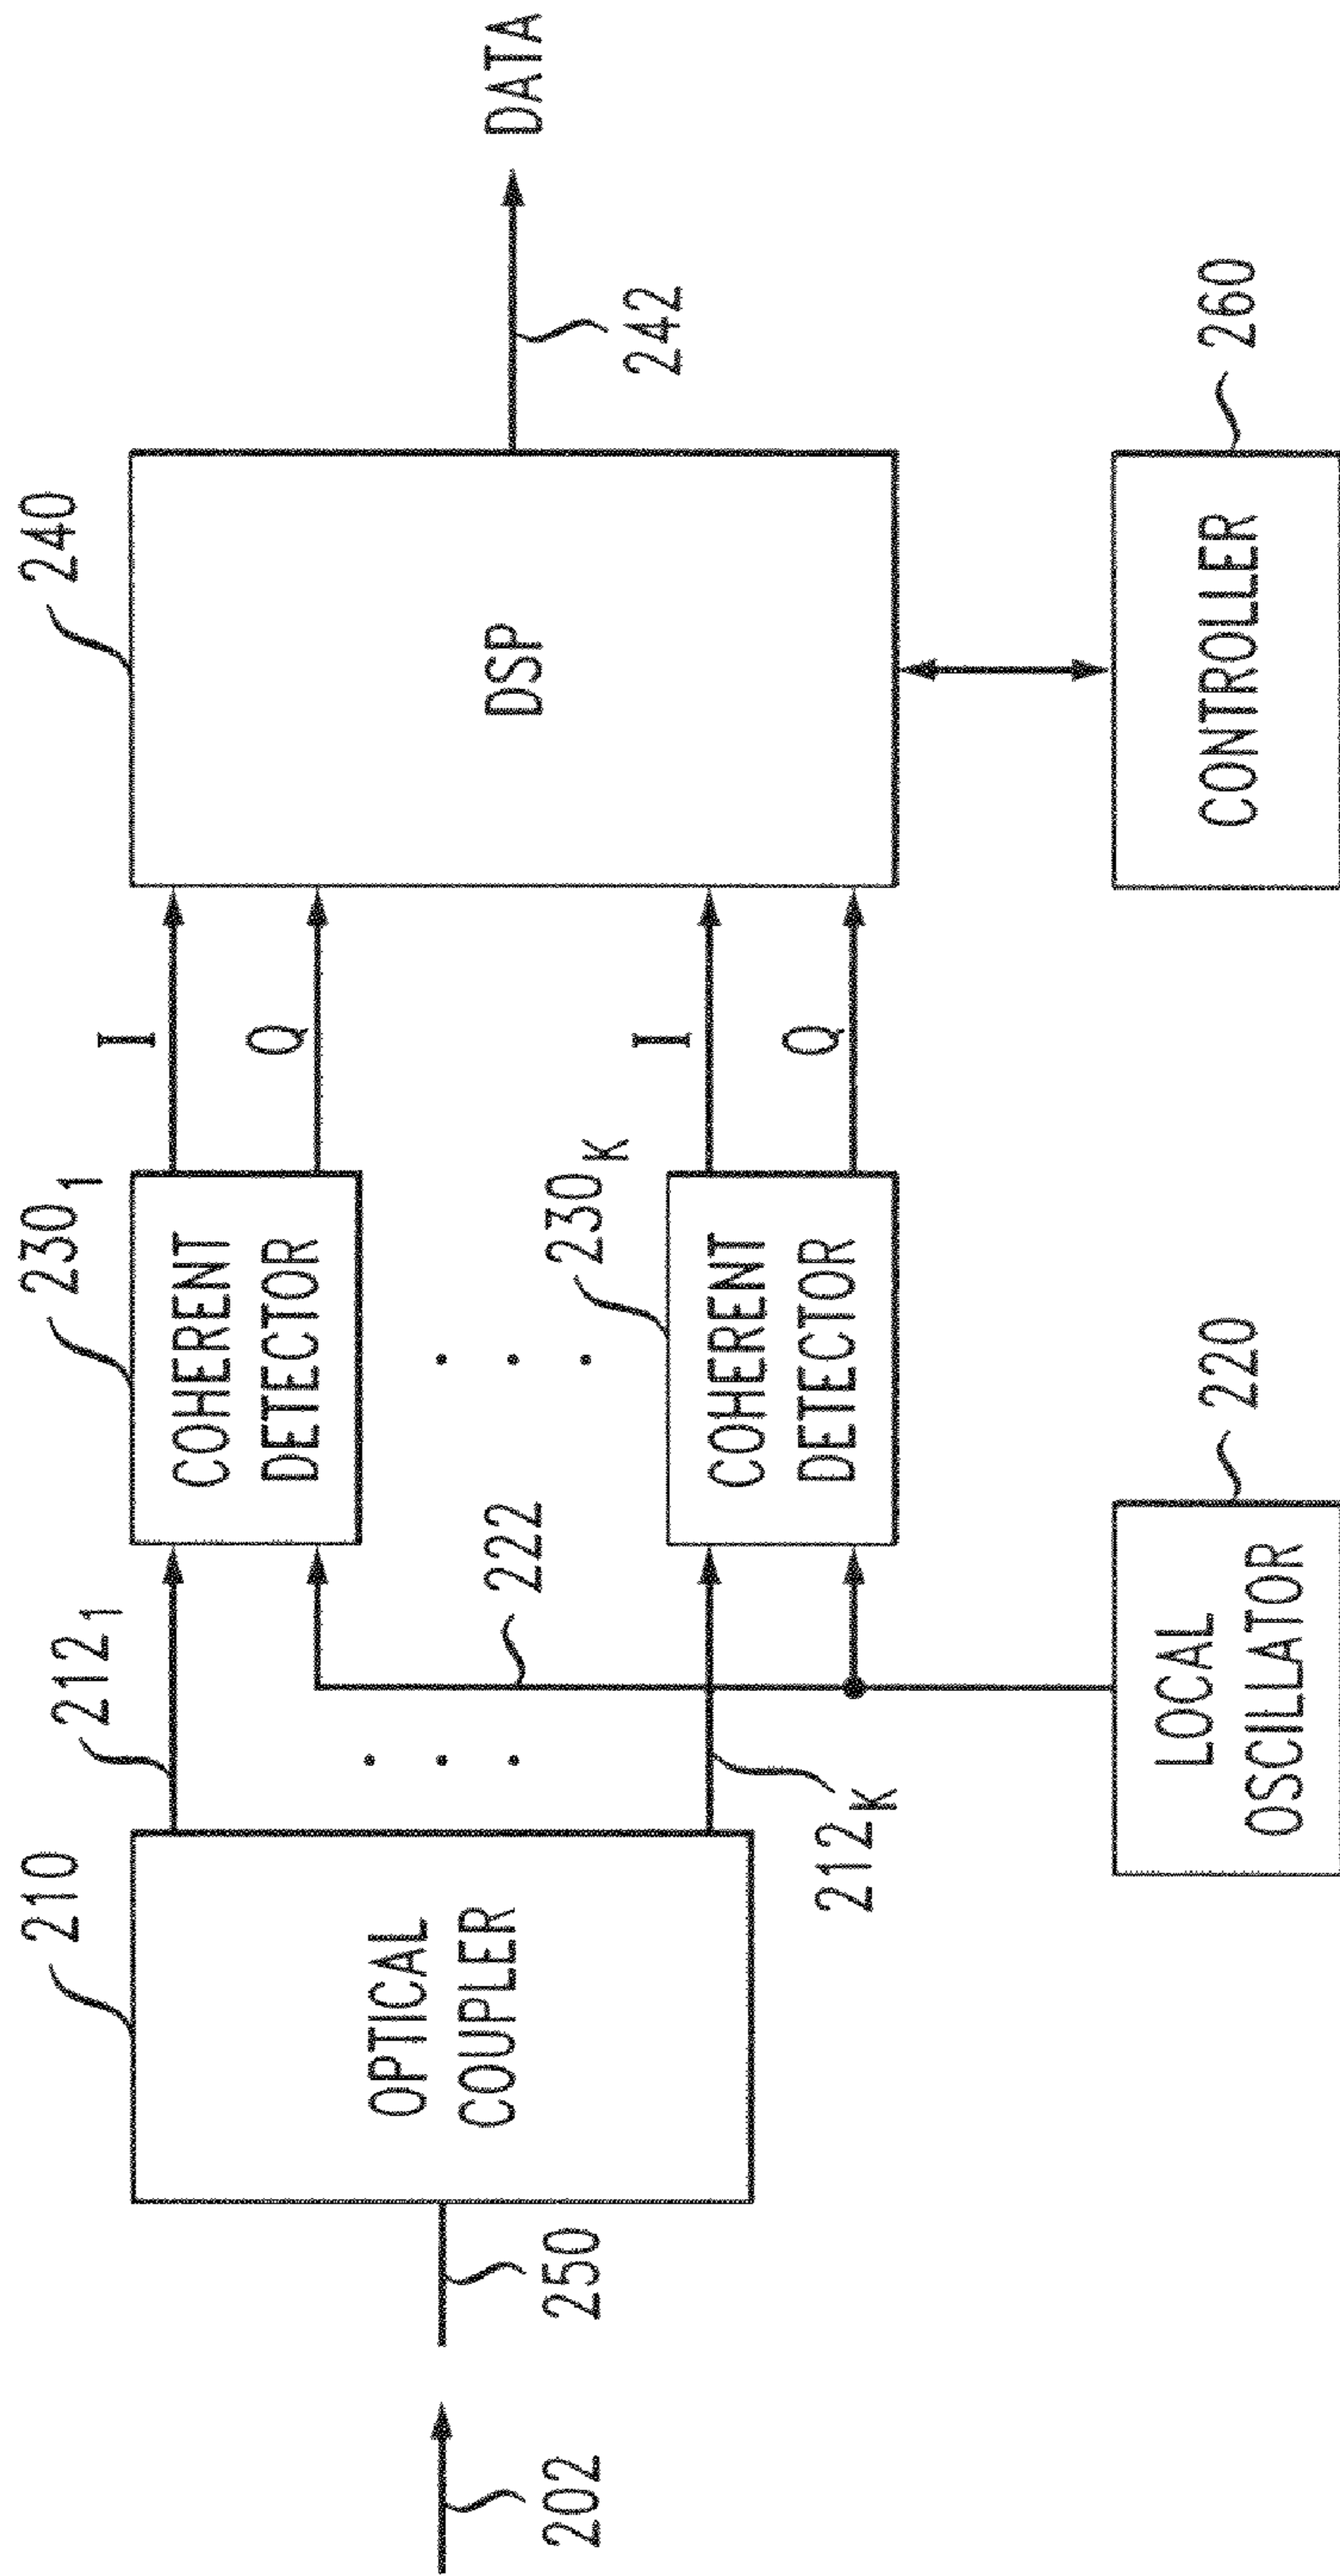 202
250
210
OPTICAL
COUPLER
212₁
212ₖ
222
LOCAL
OSCILLATOR
220
230₁
COHERENT
DETECTOR
230ₖ
COHERENT
DETECTOR
I
Q
I
Q
240
DSP
CONTROLLER
260
242
DATA